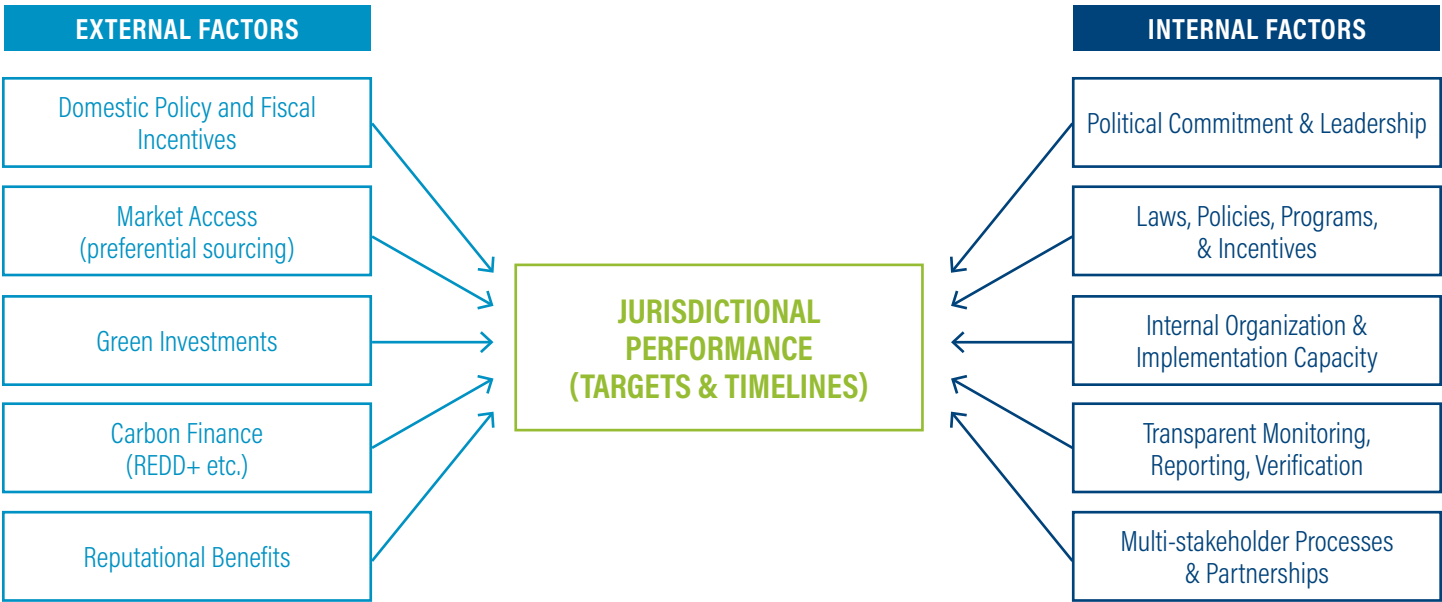 EXTERNAL FACTORS
Domestic Policy and Fiscal
Incentives
Market Access
(preferential sourcing)
Green Investments
Carbon Finance
(REDD+ etc.)
Reputational Benefits
JURISDICTIONAL
PERFORMANCE
(TARGETS & TIMELINES)
INTERNAL FACTORS
Political Commitment & Leadership
Laws, Policies, Programs,
& Incentives
Internal Organization &
Implementation Capacity
Transparent Monitoring,
Reporting, Verification
Multi-stakeholder Processes
& Partnerships